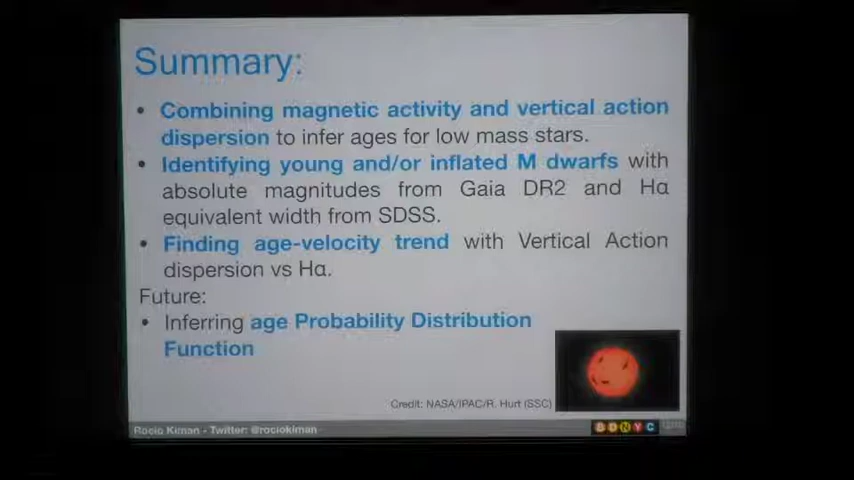 Summary:
• Combining magnetic activity and vertical action
dispersion to infer ages for low mass stars.
• Identifying young and/or inflated M dwarfs with
absolute magnitudes from Gaia DR2 and Hα
equivalent width from SDSS.
• Finding age-velocity trend with Vertical Action
dispersion vs Hα.
Future:
• Inferring age Probability Distribution
Function
Credit: NASA/IPAC/R. Hurt (SSC)
Rocio Kiman - Twitter: @rociokiman
BDNYC